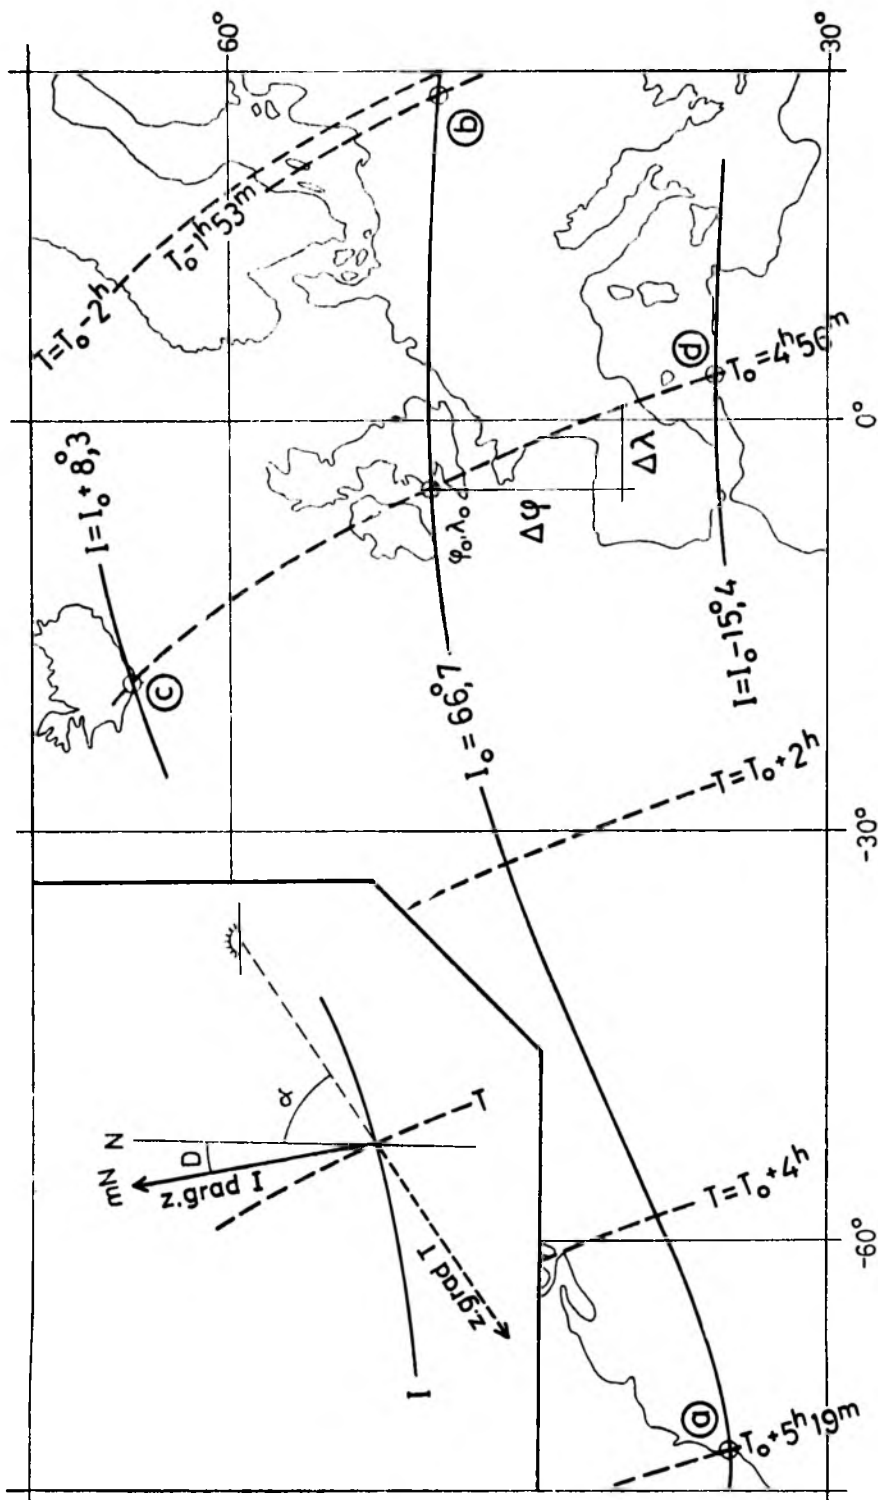 60°
30°
0°
-30°
-60°
T=T₀-2ʰ
T₀-1ʰ53ᵐ
ⓑ
I=I₀+8°,3
ⓒ
φ₀,λ₀
Δφ
Δλ
ⓓ
T₀=4ʰ56ᵐ
I₀=66°,7
I=I₀-15°,4
T=T₀+2ʰ
T=T₀+4ʰ
ⓐ
T₀+5ʰ19ᵐ
N
mN
D
α
z.grad I
T
z.grad T
I